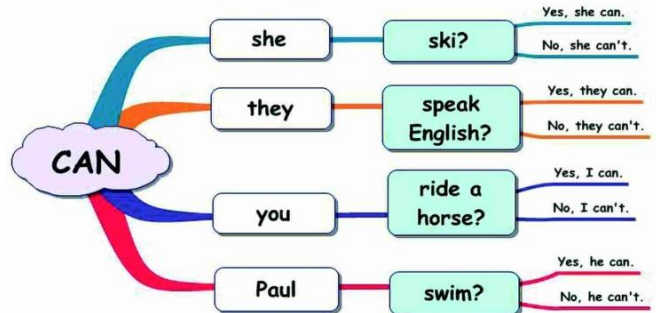 CAN
she
ski?
Yes, she can.
No, she can't.
they
speak
English?
Yes, they can.
No, they can't.
you
ride a
horse?
Yes, I can.
No, I can't.
Paul
swim?
Yes, he can.
No, he can't.